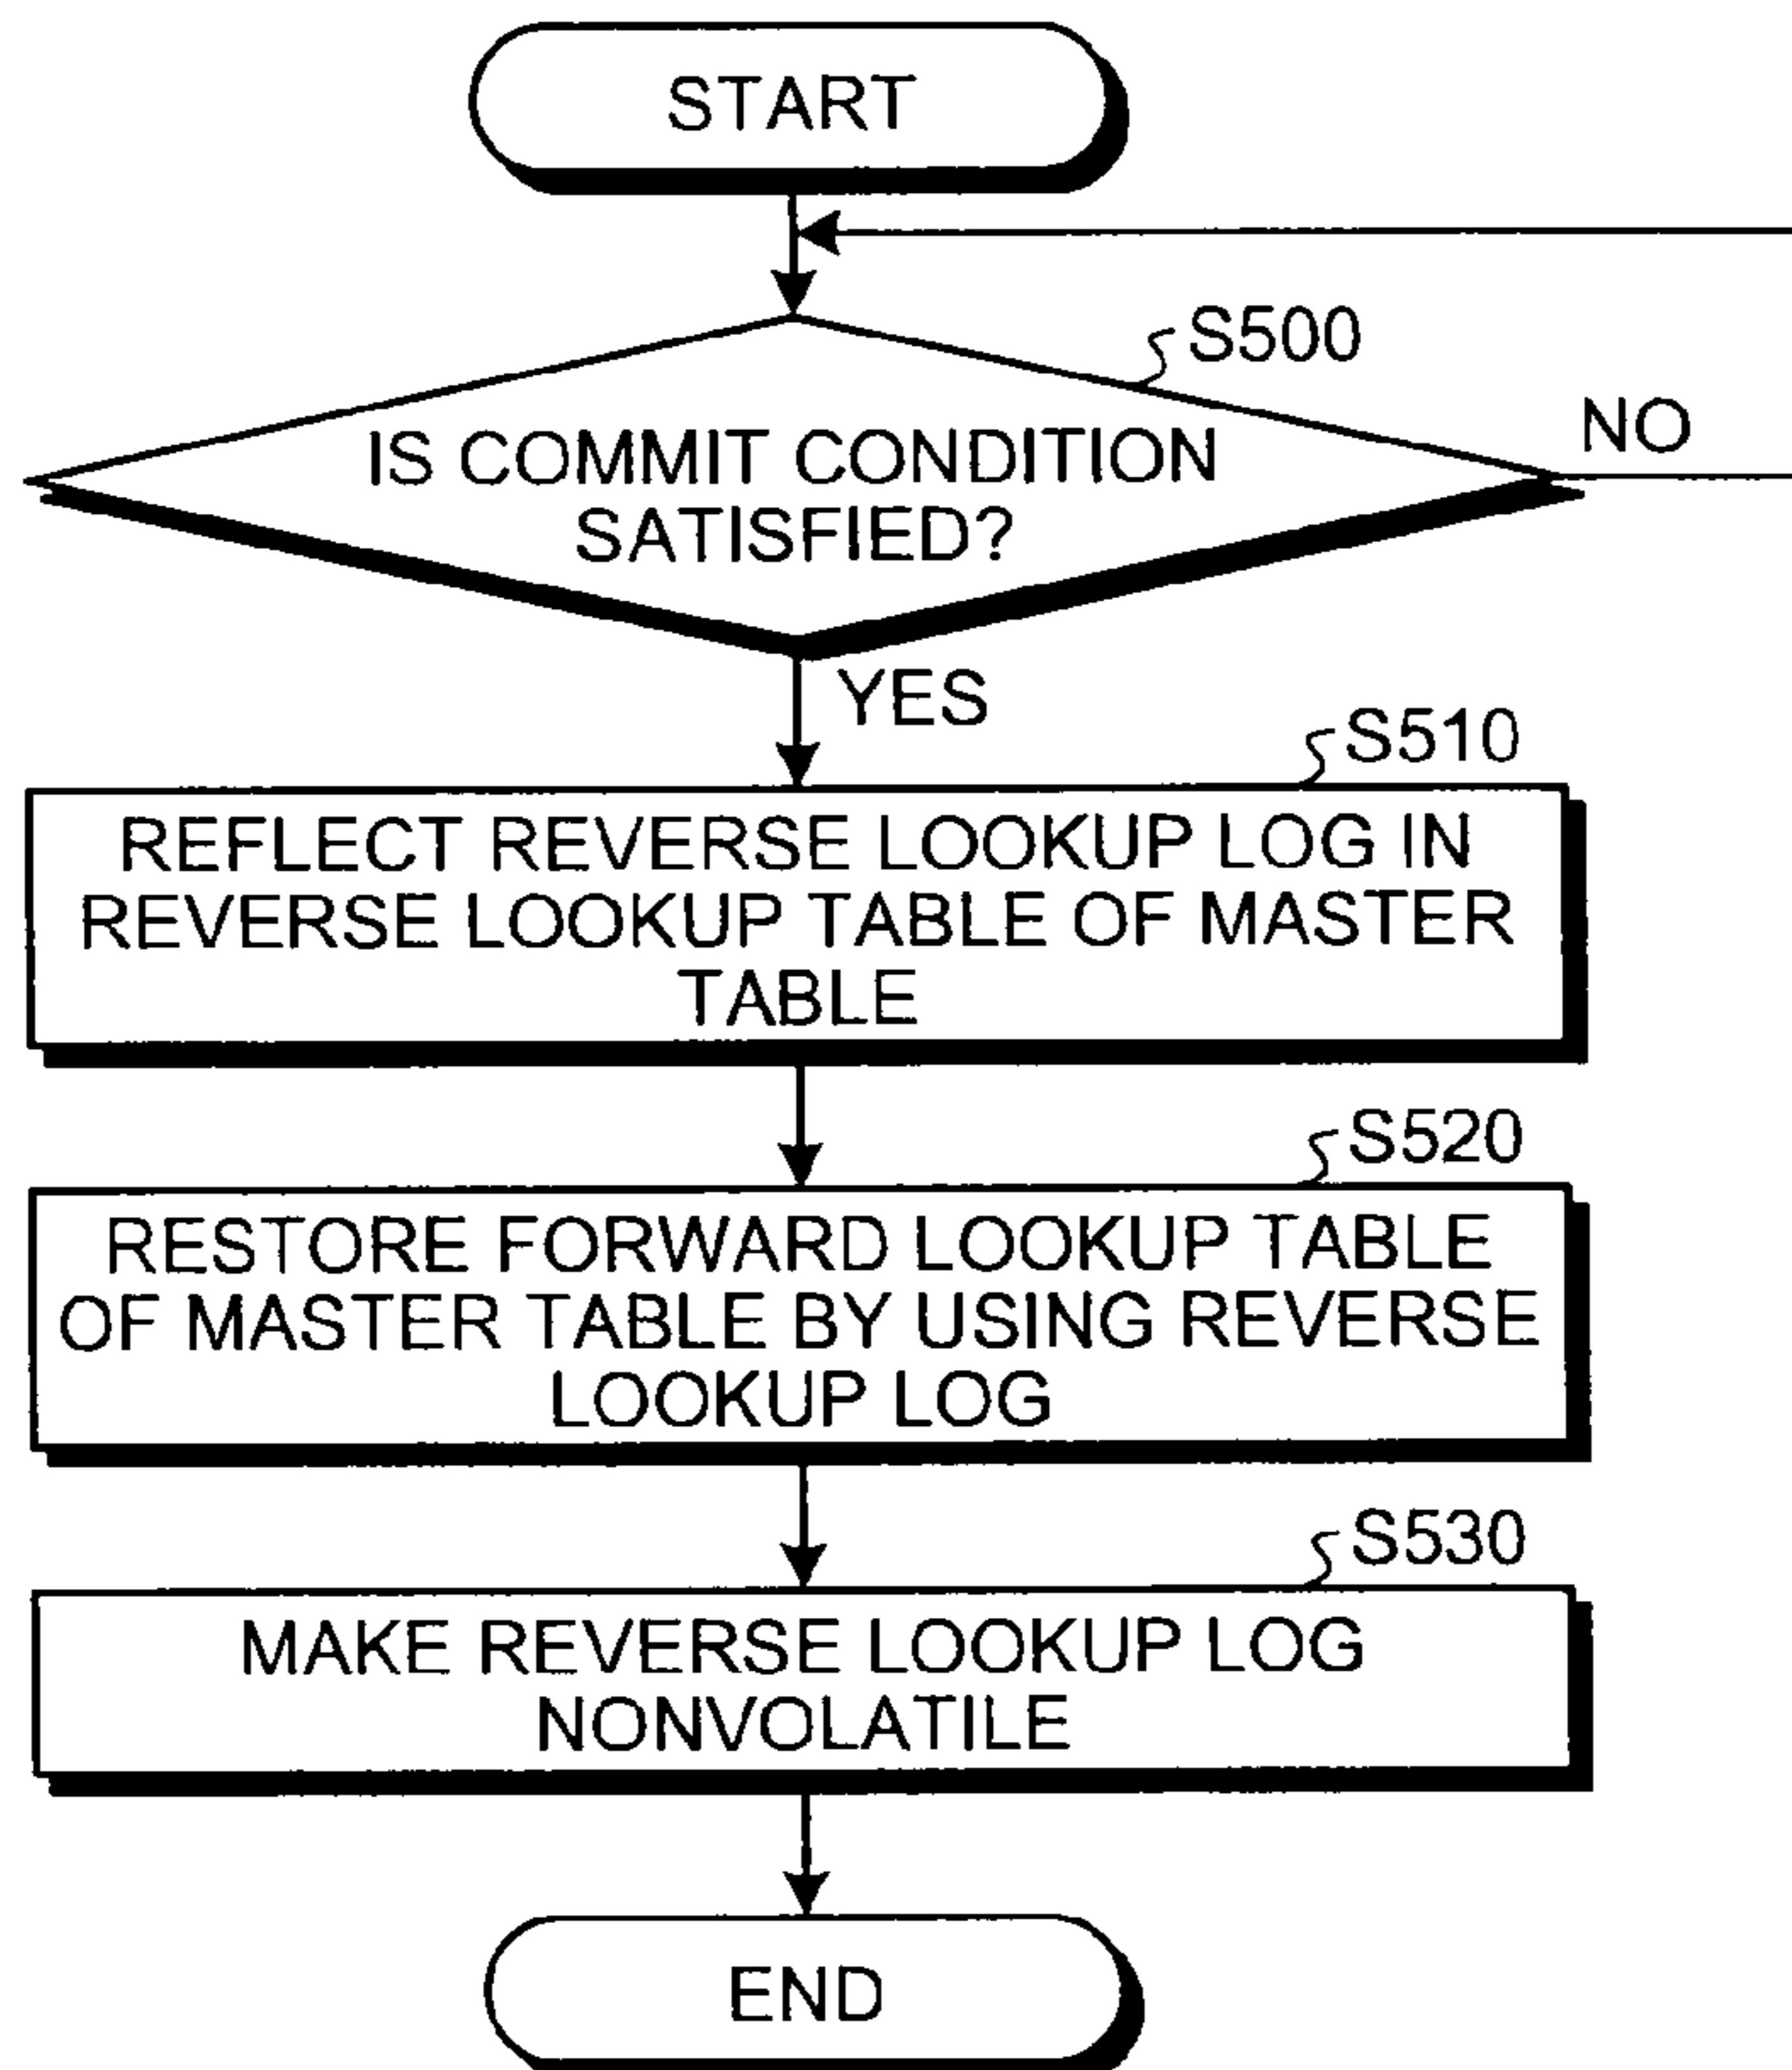 START
S500
IS COMMIT CONDITION
SATISFIED?
NO
YES
S510
REFLECT REVERSE LOOKUP LOG IN
REVERSE LOOKUP TABLE OF MASTER
TABLE
S520
RESTORE FORWARD LOOKUP TABLE
OF MASTER TABLE BY USING REVERSE
LOOKUP LOG
S530
MAKE REVERSE LOOKUP LOG
NONVOLATILE
END